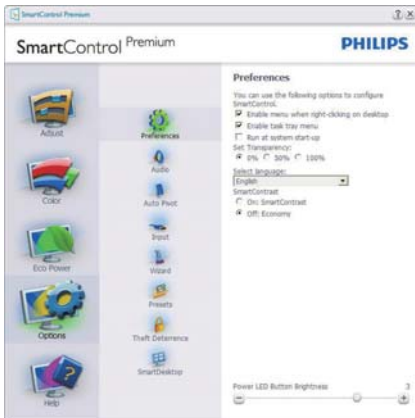 SmartControl Premium
SmartControl Premium
PHILIPS
Adjust
Color
Eco Power
Options
Help
Preferences
Audio
Auto Pivot
Input
Wizard
Presets
Theft Deterrence
SmartDesktop
Preferences
You can use the following options to configure
SmartControl.
Enable menu when right-clicking on desktop
Enable task tray menu
Run at system start-up
Set Transparency:
0% 50% 100%
Select language:
English
SmartContrast
On: SmartContrast
Off: Economy
Power LED Button Brightness 3